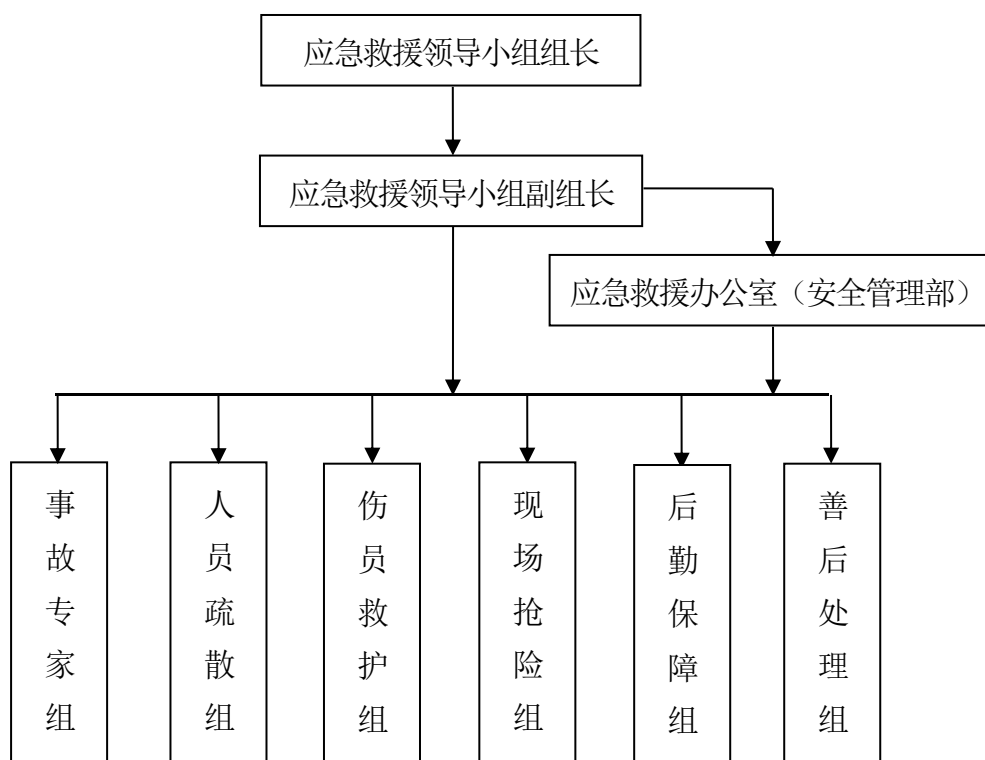 应急救援领导小组组长
应急救援领导小组副组长
应急救援办公室（安全管理部）
事故专家组
人员疏散组
伤员救护组
现场抢险组
后勤保障组
善后处理组